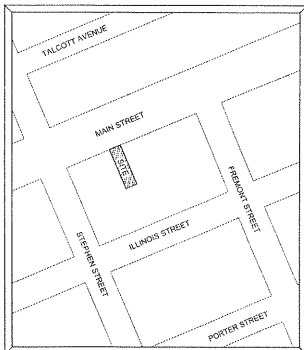 TALCOTT AVENUE
MAIN STREET
SITE
FREMONT STREET
STEPHEN STREET
ILLINOIS STREET
PORTER STREET